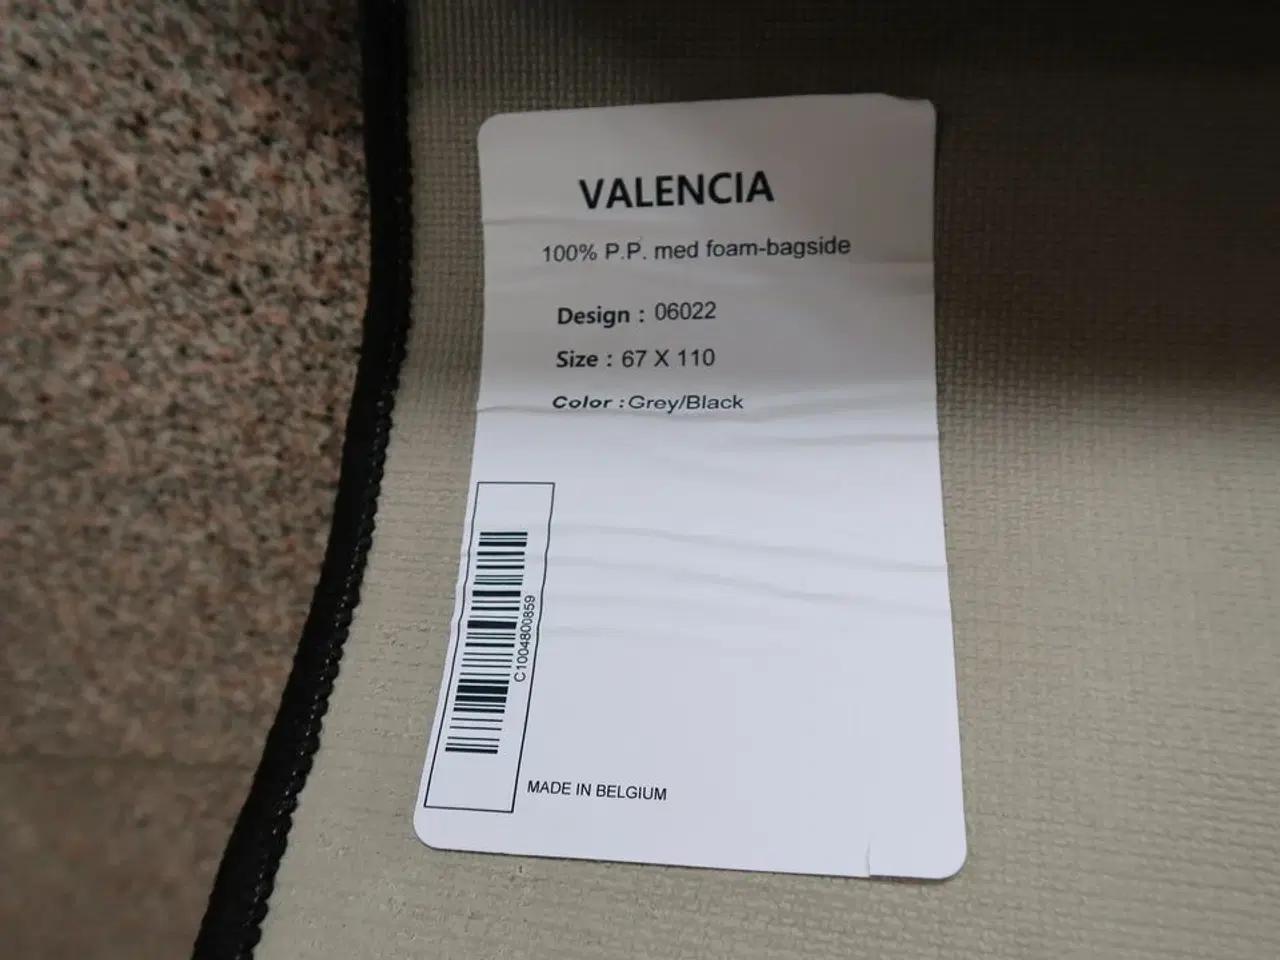 VALENCIA
100% P.P. med foam-bagside
Design : 06022
Size : 67 X 110
Color : Grey/Black
C1004800859
MADE IN BELGIUM